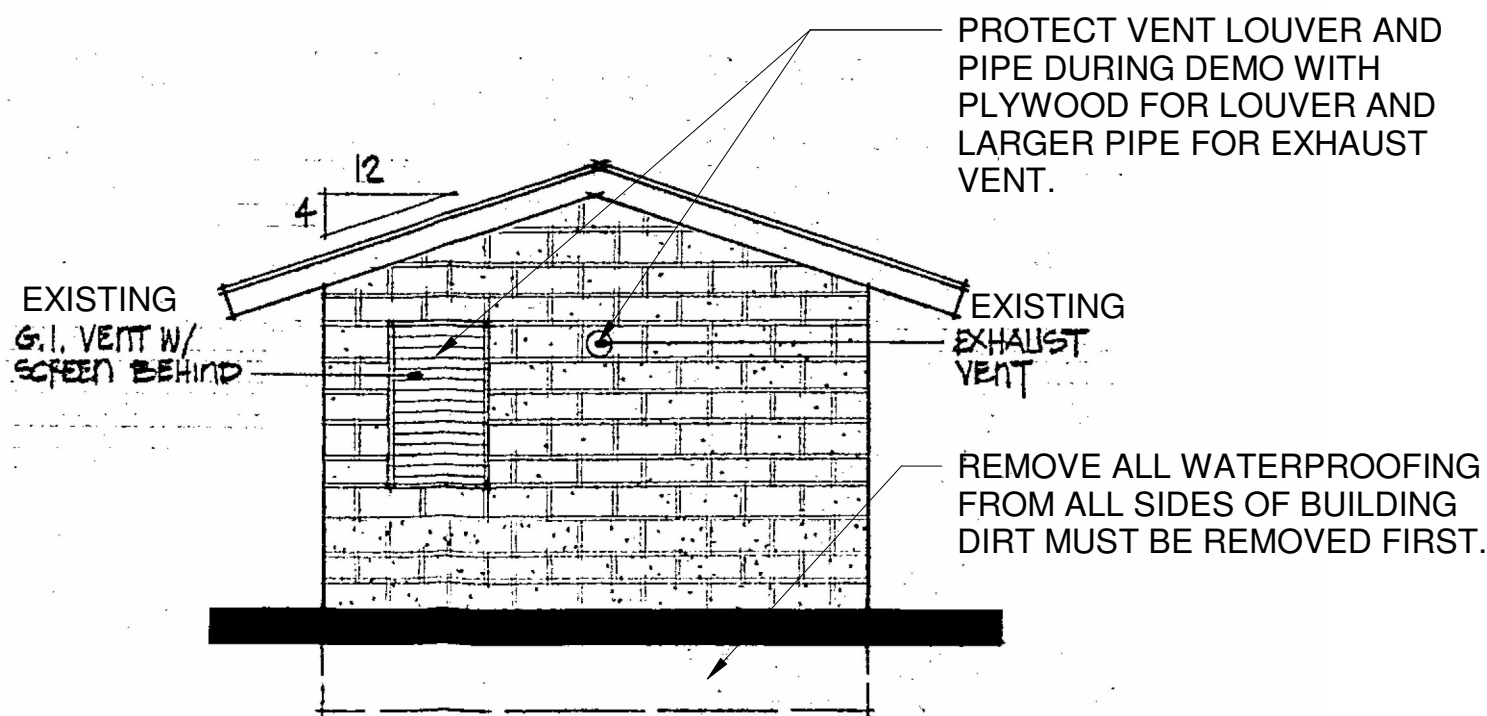 PROTECT VENT LOUVER AND
PIPE DURING DEMO WITH
PLYWOOD FOR LOUVER AND
LARGER PIPE FOR EXHAUST
VENT.
12
4
EXISTING
G.I. VENT W/
SCREEN BEHIND
EXISTING
EXHAUST
VENT
REMOVE ALL WATERPROOFING
FROM ALL SIDES OF BUILDING
DIRT MUST BE REMOVED FIRST.